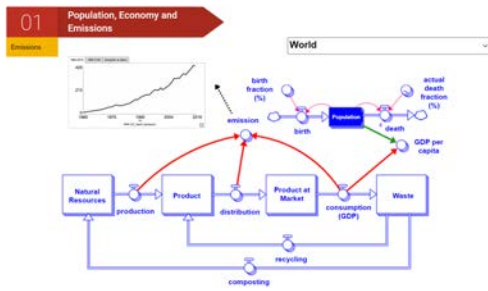 01
Population, Economy and
Emissions
Emissions
World
birth
fraction
(%)
actual
death
fraction
(%)
emission
birth
Population
death
GDP per
capita
Natural
Resources
Product
Product at
Market
Waste
production
distribution
consumption
(GDP)
recycling
composting